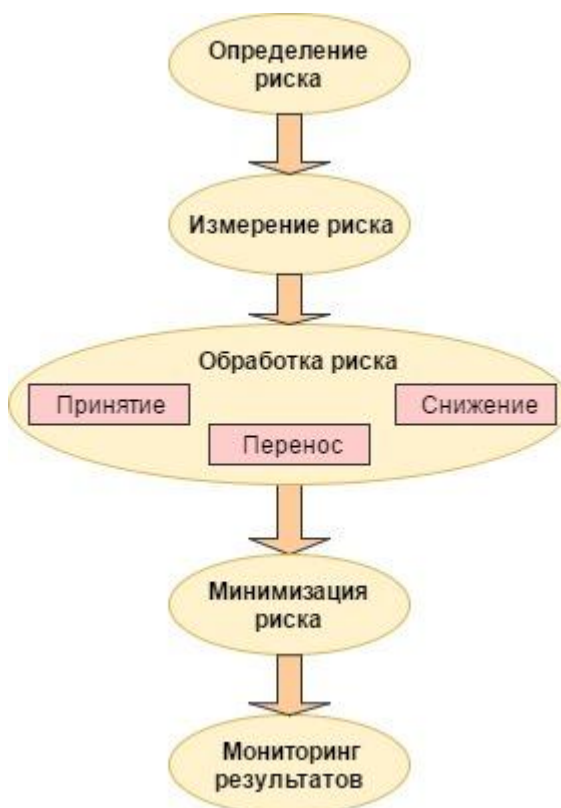 Определение
риска
Измерение риска
Обработка риска
Принятие
Снижение
Перенос
Минимизация
риска
Мониторинг
результатов